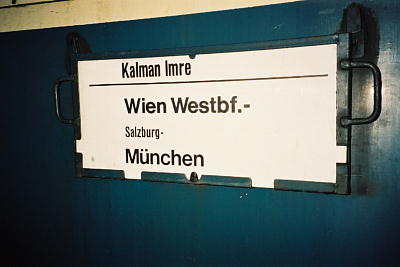 Kalman Imre
Wien Westbf.-
Salzburg-
München